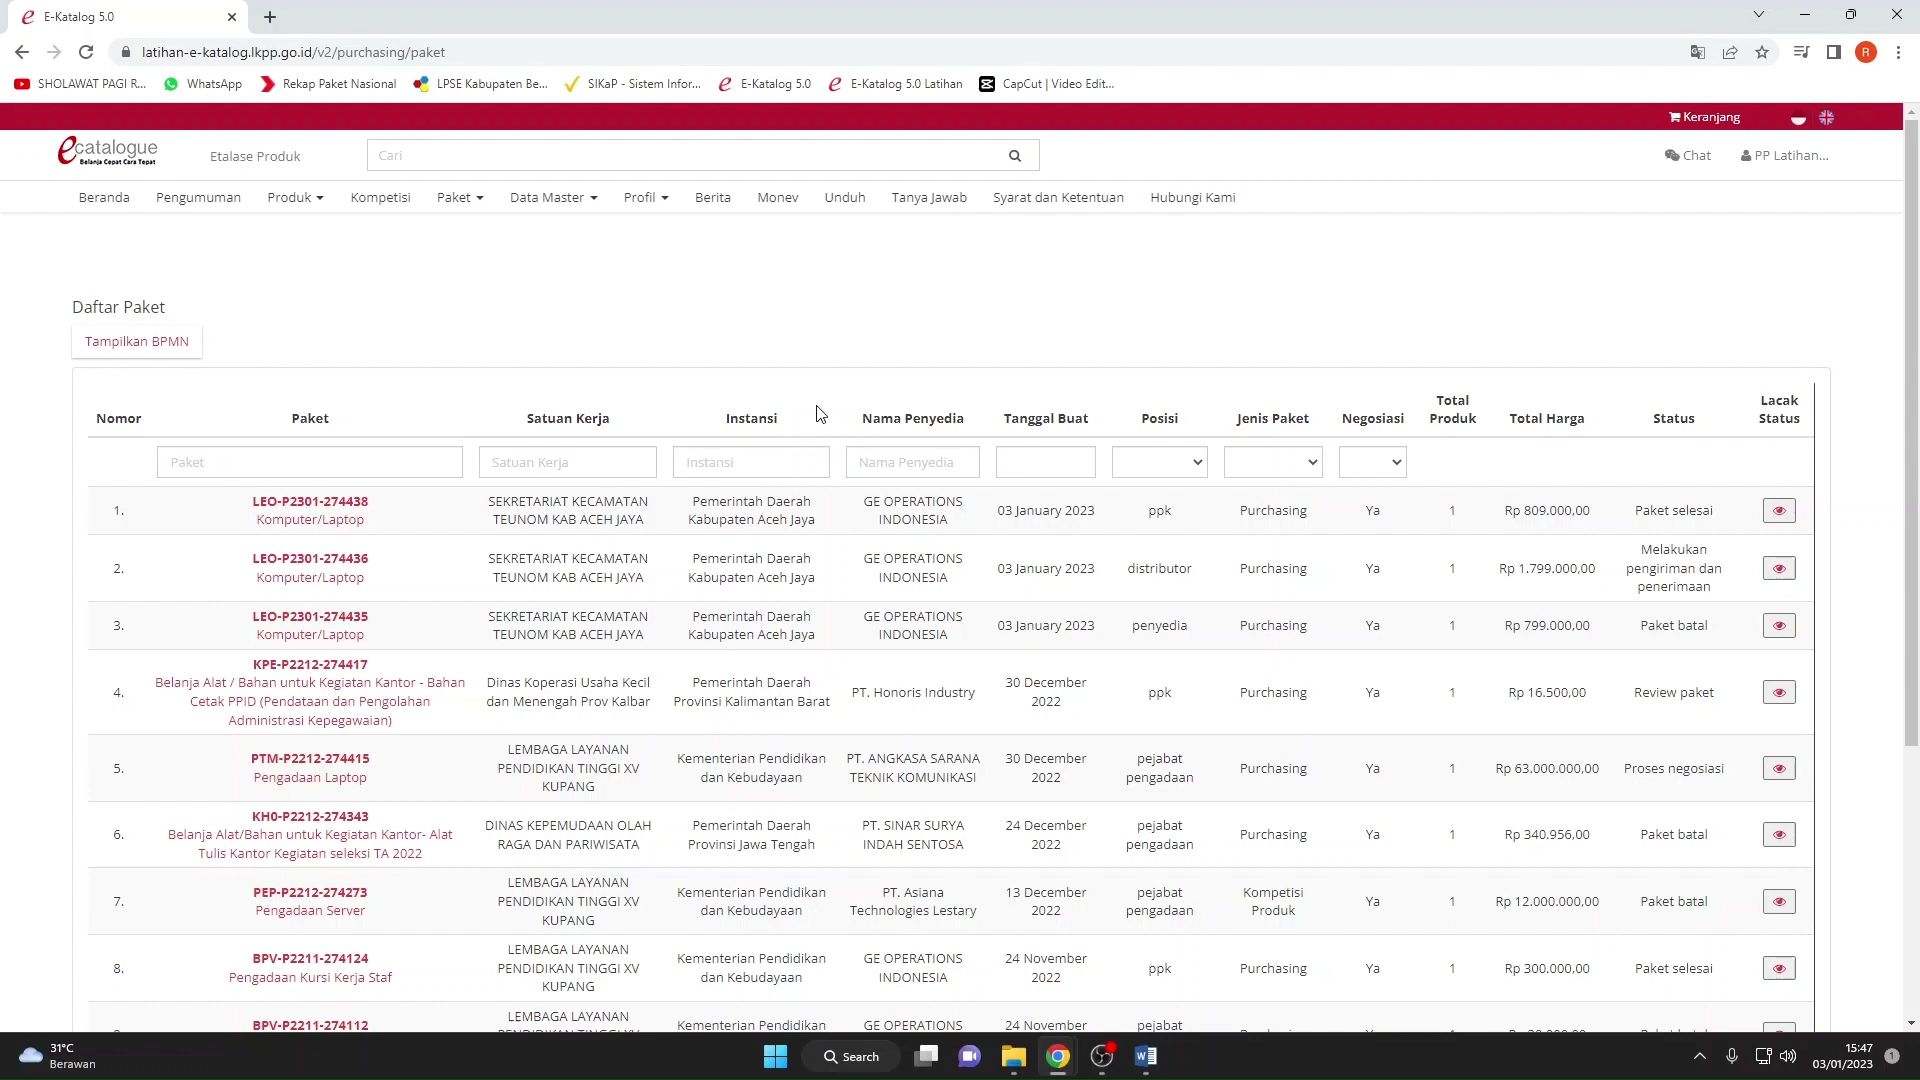 E-Katalog 5.0
latihan-e-katalog.lkpp.go.id/v2/purchasing/paket
R
SHOLAWAT PAGI R...
WhatsApp
Rekap Paket Nasional
LPSE Kabupaten Be...
SIKaP - Sistem Infor...
E-Katalog 5.0
E-Katalog 5.0 Latihan
CapCut | Video Edit...
Keranjang
ecatalogue
Belanja Cepat Cara Tepat
Etalase Produk
Cari
Chat
PP Latihan...
Beranda
Pengumuman
Produk
Kompetisi
Paket
Data Master
Profil
Berita
Monev
Unduh
Tanya Jawab
Syarat dan Ketentuan
Hubungi Kami
Daftar Paket
Tampilkan BPMN
Nomor Paket Satuan Kerja Instansi Nama Penyedia Tanggal Buat Posisi Jenis Paket Negosiasi Total Produk Total Harga Status Lacak Status
Paket Satuan Kerja Instansi Nama Penyedia
1. LEO-P2301-274438 Komputer/Laptop SEKRETARIAT KECAMATAN TEUNOM KAB ACEH JAYA Pemerintah Daerah Kabupaten Aceh Jaya GE OPERATIONS INDONESIA 03 January 2023 ppk Purchasing Ya 1 Rp 809.000,00 Paket selesai
2. LEO-P2301-274436 Komputer/Laptop SEKRETARIAT KECAMATAN TEUNOM KAB ACEH JAYA Pemerintah Daerah Kabupaten Aceh Jaya GE OPERATIONS INDONESIA 03 January 2023 distributor Purchasing Ya 1 Rp 1.799.000,00 Melakukan pengiriman dan penerimaan
3. LEO-P2301-274435 Komputer/Laptop SEKRETARIAT KECAMATAN TEUNOM KAB ACEH JAYA Pemerintah Daerah Kabupaten Aceh Jaya GE OPERATIONS INDONESIA 03 January 2023 penyedia Purchasing Ya 1 Rp 799.000,00 Paket batal
4. KPE-P2212-274417 Belanja Alat / Bahan untuk Kegiatan Kantor - Bahan Cetak PPID (Pendataan dan Pengolahan Administrasi Kepegawaian) Dinas Koperasi Usaha Kecil dan Menengah Prov Kalbar Pemerintah Daerah Provinsi Kalimantan Barat PT. Honoris Industry 30 December 2022 ppk Purchasing Ya 1 Rp 16.500,00 Review paket
5. PTM-P2212-274415 Pengadaan Laptop LEMBAGA LAYANAN PENDIDIKAN TINGGI XV KUPANG Kementerian Pendidikan dan Kebudayaan PT. ANGKASA SARANA TEKNIK KOMUNIKASI 30 December 2022 pejabat pengadaan Purchasing Ya 1 Rp 63.000.000,00 Proses negosiasi
6. KH0-P2212-274343 Belanja Alat/Bahan untuk Kegiatan Kantor- Alat Tulis Kantor Kegiatan seleksi TA 2022 DINAS KEPEMUDAAN OLAH RAGA DAN PARIWISATA Pemerintah Daerah Provinsi Jawa Tengah PT. SINAR SURYA INDAH SENTOSA 24 December 2022 pejabat pengadaan Purchasing Ya 1 Rp 340.956,00 Paket batal
7. PEP-P2212-274273 Pengadaan Server LEMBAGA LAYANAN PENDIDIKAN TINGGI XV KUPANG Kementerian Pendidikan dan Kebudayaan PT. Asiana Technologies Lestary 13 December 2022 pejabat pengadaan Kompetisi Produk Ya 1 Rp 12.000.000,00 Paket batal
8. BPV-P2211-274124 Pengadaan Kursi Kerja Staf LEMBAGA LAYANAN PENDIDIKAN TINGGI XV KUPANG Kementerian Pendidikan dan Kebudayaan GE OPERATIONS INDONESIA 24 November 2022 ppk Purchasing Ya 1 Rp 300.000,00 Paket selesai
BPV-P2211-274112 LEMBAGA LAYANAN Kementerian Pendidikan GE OPERATIONS 24 November pejabat
31°C
Berawan
Search
15:47
03/01/2023
1